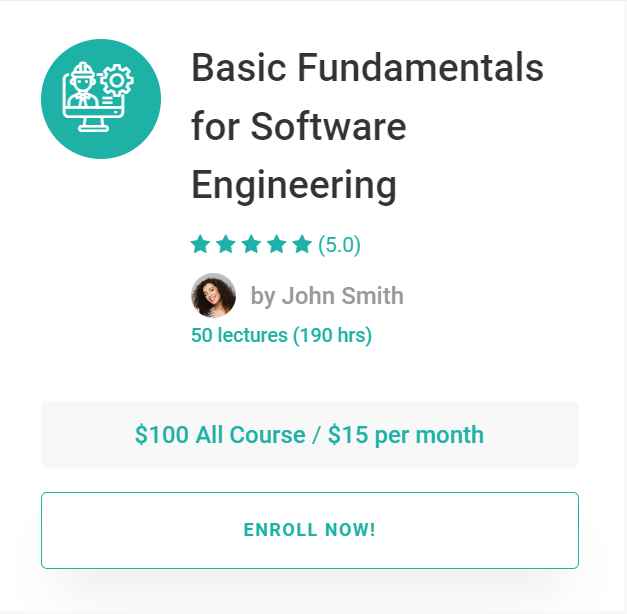 Basic Fundamentals
for Software
Engineering
(5.0)
by John Smith
50 lectures (190 hrs)
$100 All Course / $15 per month
ENROLL NOW!